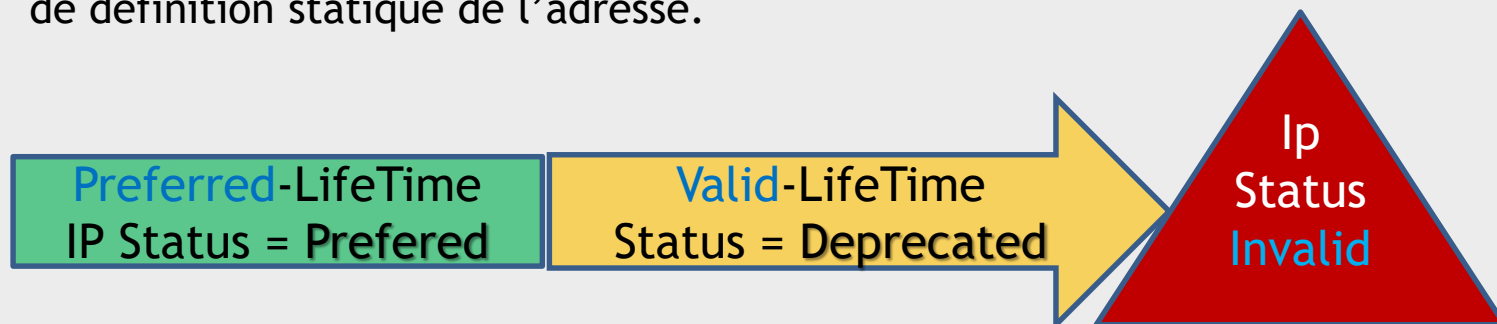 de définition statique de l’adresse.
Preferred-LifeTime
IP Status = Prefered
Valid-LifeTime
Status = Deprecated
Ip
Status
Invalid